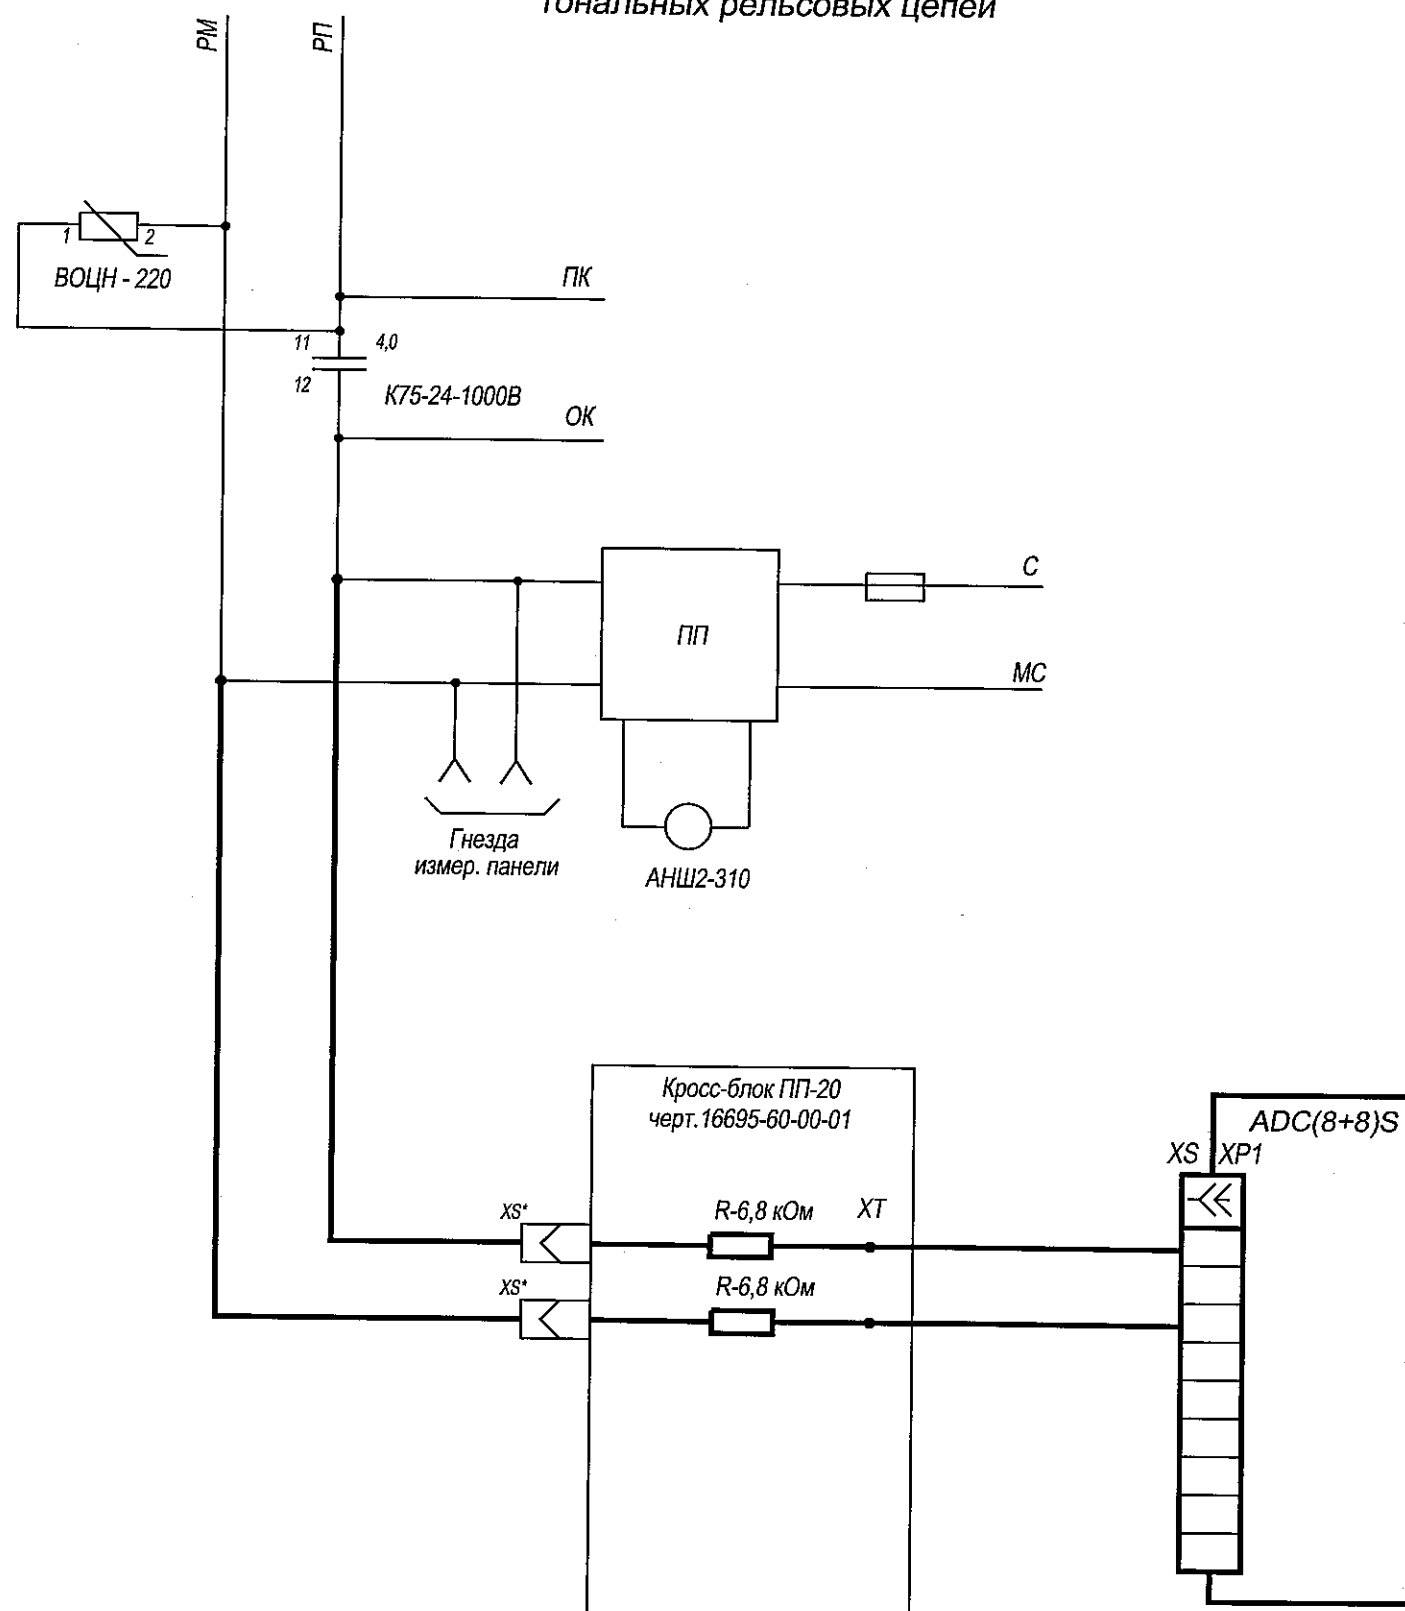 тональных рельсовых цепей
РМ
РП
1
2
ВОЦН - 220
ПК
11
4,0
12
К75-24-1000В
ОК
С
ПП
МС
Гнезда
измер. панели
АНШ2-310
Кросс-блок ПП-20
черт.16695-60-00-01
ADC(8+8)S
XS
XP1
XS*
R-6,8 кОм
XT
XS*
R-6,8 кОм